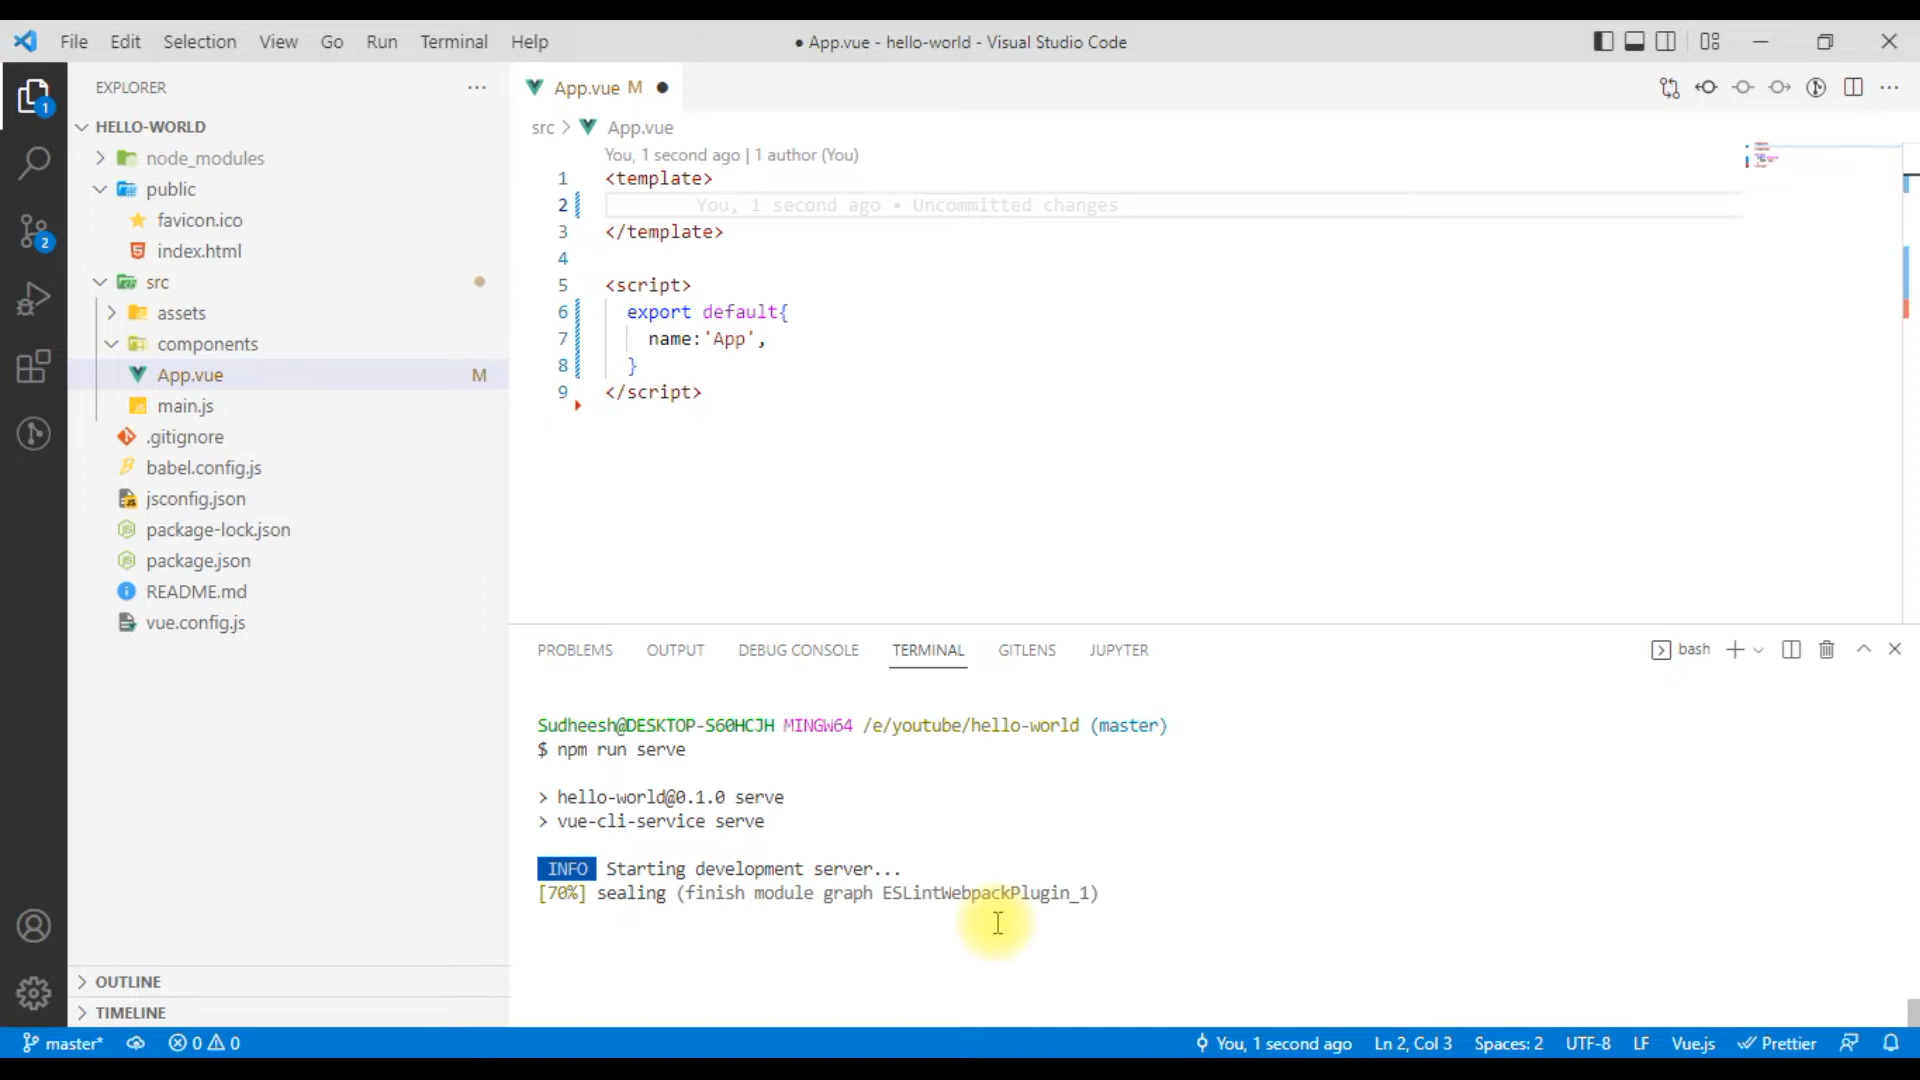 File Edit Selection View Go Run Terminal Help
● App.vue - hello-world - Visual Studio Code
EXPLORER
1
HELLO-WORLD
node_modules
public
favicon.ico
index.html
2
src
assets
components
App.vue M
main.js
.gitignore
babel.config.js
jsconfig.json
package-lock.json
package.json
README.md
vue.config.js
OUTLINE
TIMELINE
App.vue M ●
src > App.vue
You, 1 second ago | 1 author (You)
1 <template>
2 You, 1 second ago • Uncommitted changes
3 </template>
4
5 <script>
6 export default{
7 name:'App',
8 }
9 </script>
PROBLEMS OUTPUT DEBUG CONSOLE TERMINAL GITLENS JUPYTER
bash
Sudheesh@DESKTOP-S60HCJH MINGW64 /e/youtube/hello-world (master)
$ npm run serve
> hello-world@0.1.0 serve
> vue-cli-service serve
INFO Starting development server...
[70%] sealing (finish module graph ESLintWebpackPlugin_1)
master* 0 0 You, 1 second ago Ln 2, Col 3 Spaces: 2 UTF-8 LF Vue.js Prettier